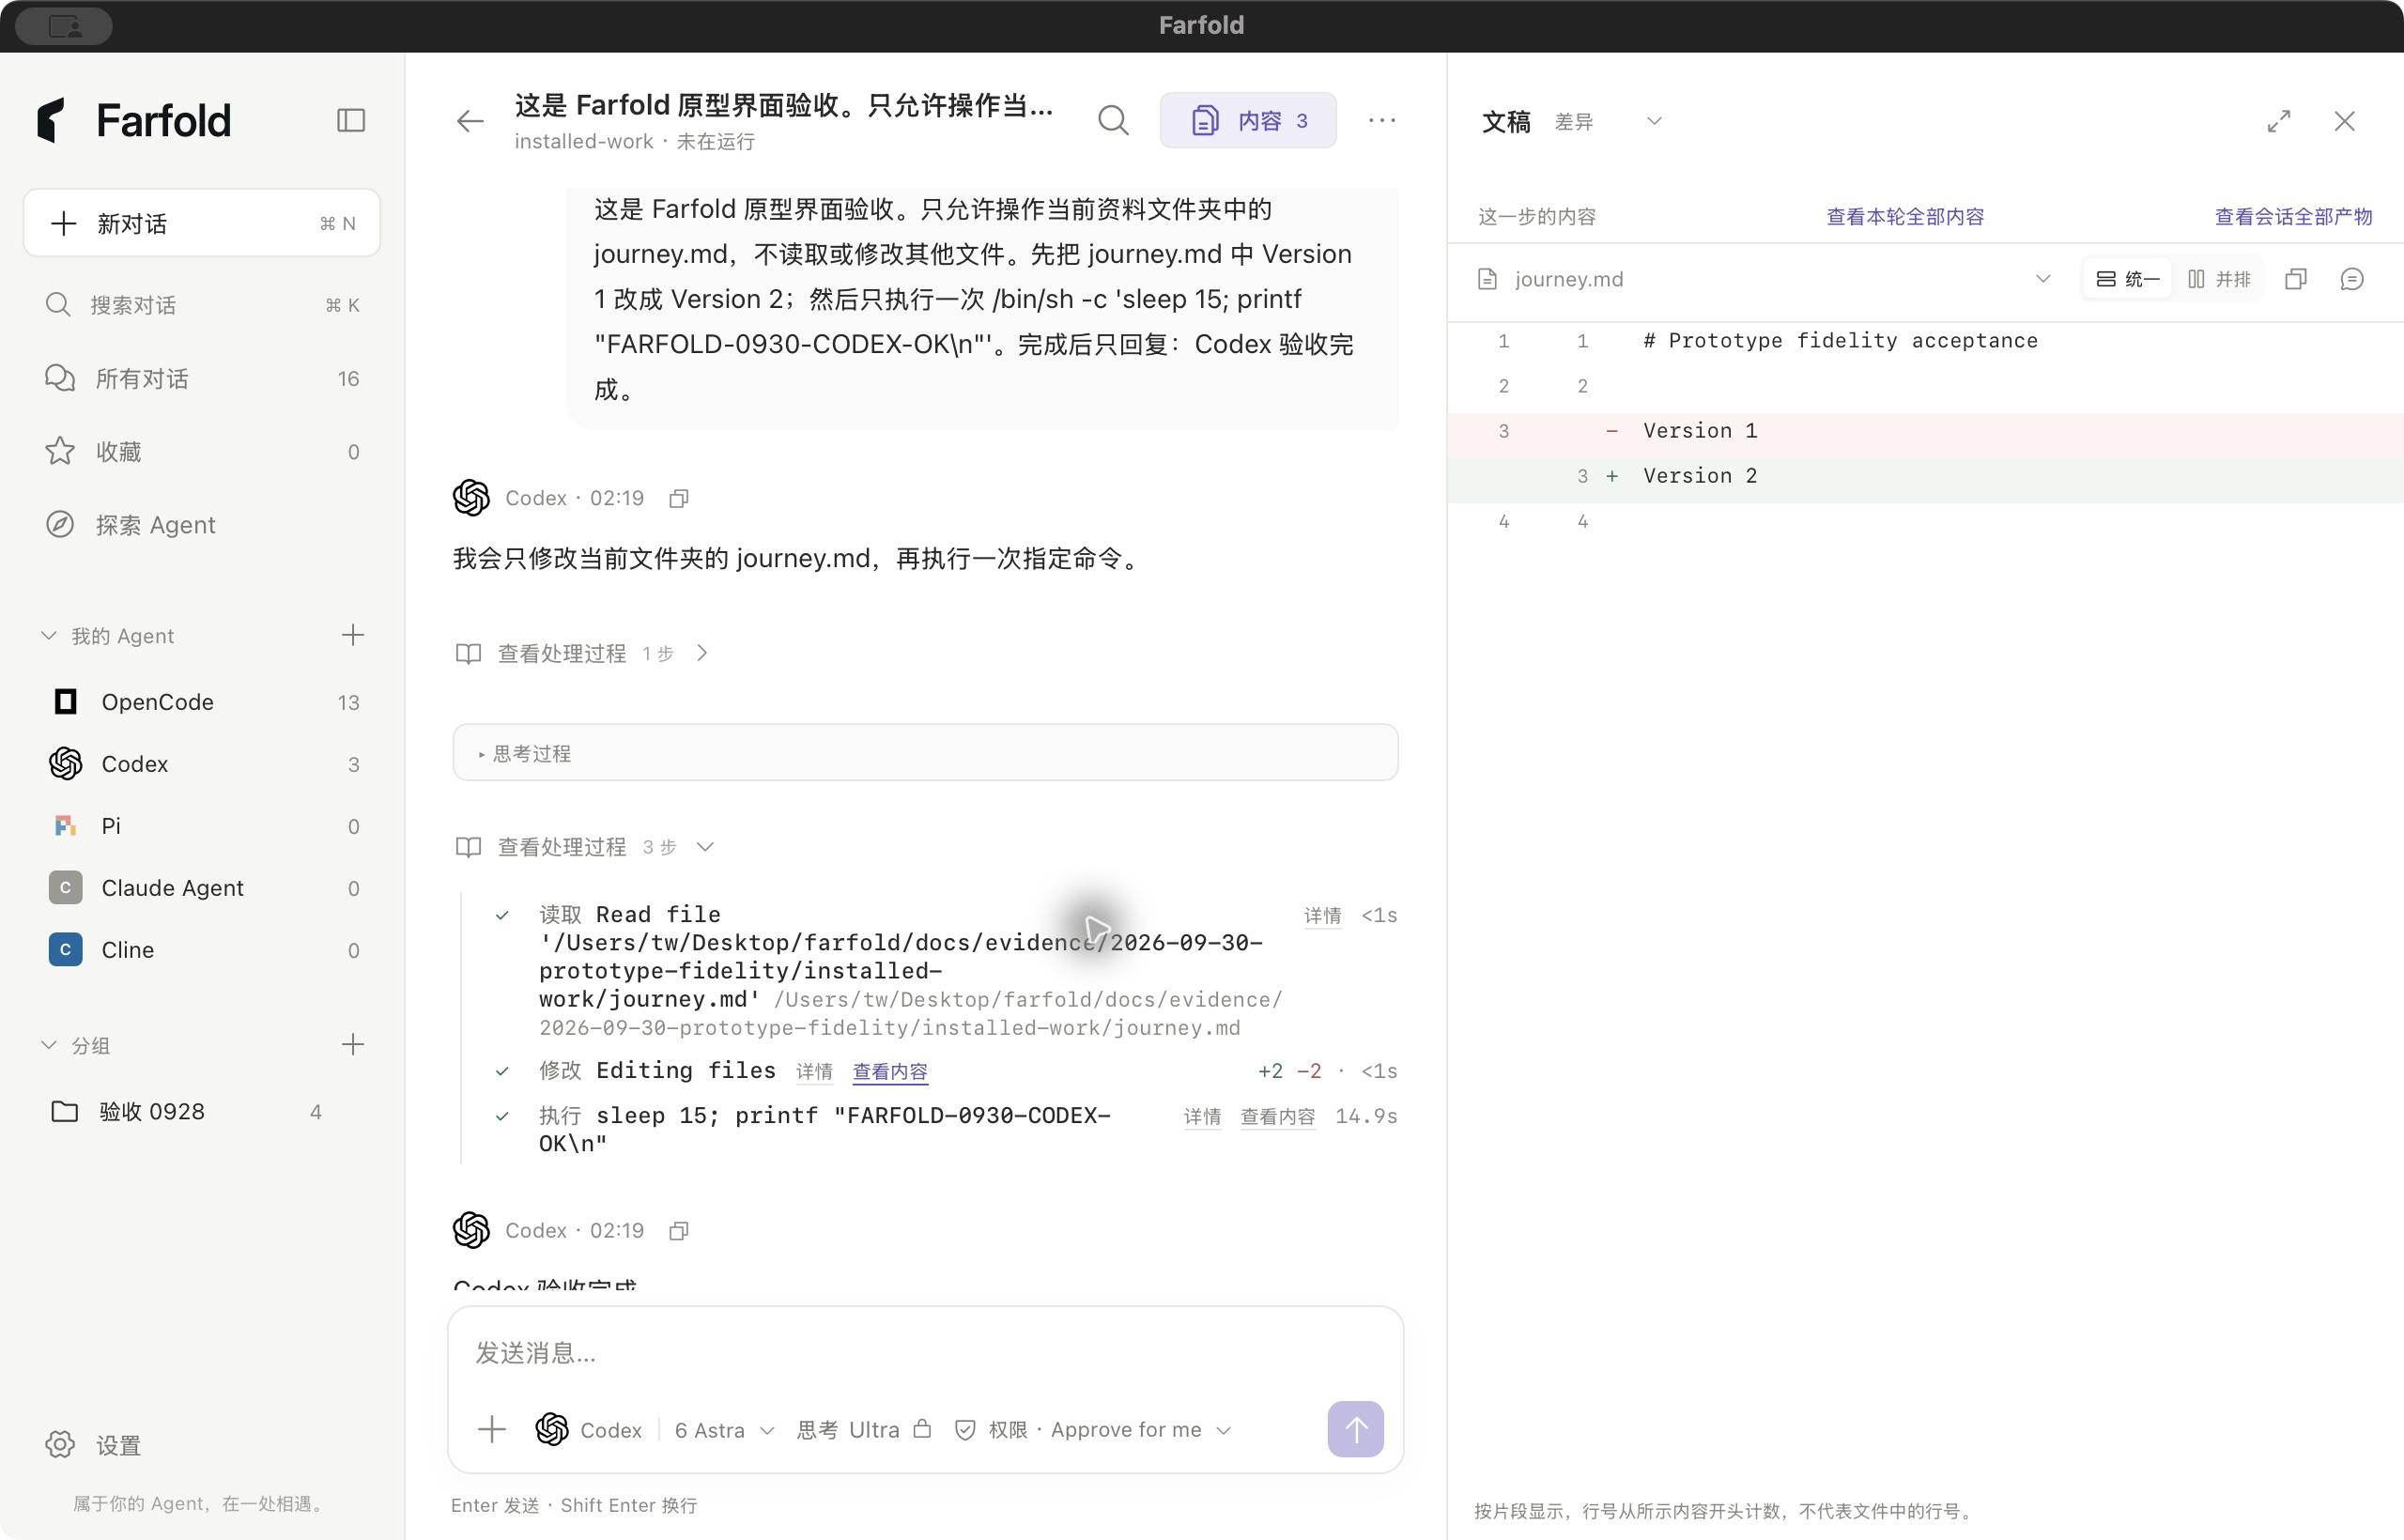 Farfold
Farfold
新对话 ⌘ N
搜索对话 ⌘ K
所有对话 16
收藏 0
探索 Agent
我的 Agent
OpenCode 13
Codex 3
Pi 0
C Claude Agent 0
C Cline 0
分组
验收 0928 4
设置
属于你的 Agent，在一处相遇。
这是 Farfold 原型界面验收。只允许操作当...
installed-work · 未在运行
内容 3
这是 Farfold 原型界面验收。只允许操作当前资料文件夹中的
journey.md，不读取或修改其他文件。先把 journey.md 中 Version
1 改成 Version 2；然后只执行一次 /bin/sh -c 'sleep 15; printf
"FARFOLD-0930-CODEX-OK\n"'。完成后只回复：Codex 验收完
成。
Codex · 02:19
我会只修改当前文件夹的 journey.md，再执行一次指定命令。
查看处理过程 1 步
思考过程
查看处理过程 3 步
读取 Read file 详情 <1s
'/Users/tw/Desktop/farfold/docs/evidence/2026-09-30-
prototype-fidelity/installed-
work/journey.md' /Users/tw/Desktop/farfold/docs/evidence/
2026-09-30-prototype-fidelity/installed-work/journey.md
修改 Editing files 详情 查看内容 +2 −2 · <1s
执行 sleep 15; printf "FARFOLD-0930-CODEX- 详情 查看内容 14.9s
OK\n"
Codex · 02:19
Codex 验收完成
发送消息...
Codex 6 Astra 思考 Ultra 权限 · Approve for me
Enter 发送 · Shift Enter 换行
文稿 差异
这一步的内容 查看本轮全部内容 查看会话全部产物
journey.md 统一 并排
1 1 # Prototype fidelity acceptance
2 2
3 − Version 1
3 + Version 2
4 4
按片段显示，行号从所示内容开头计数，不代表文件中的行号。